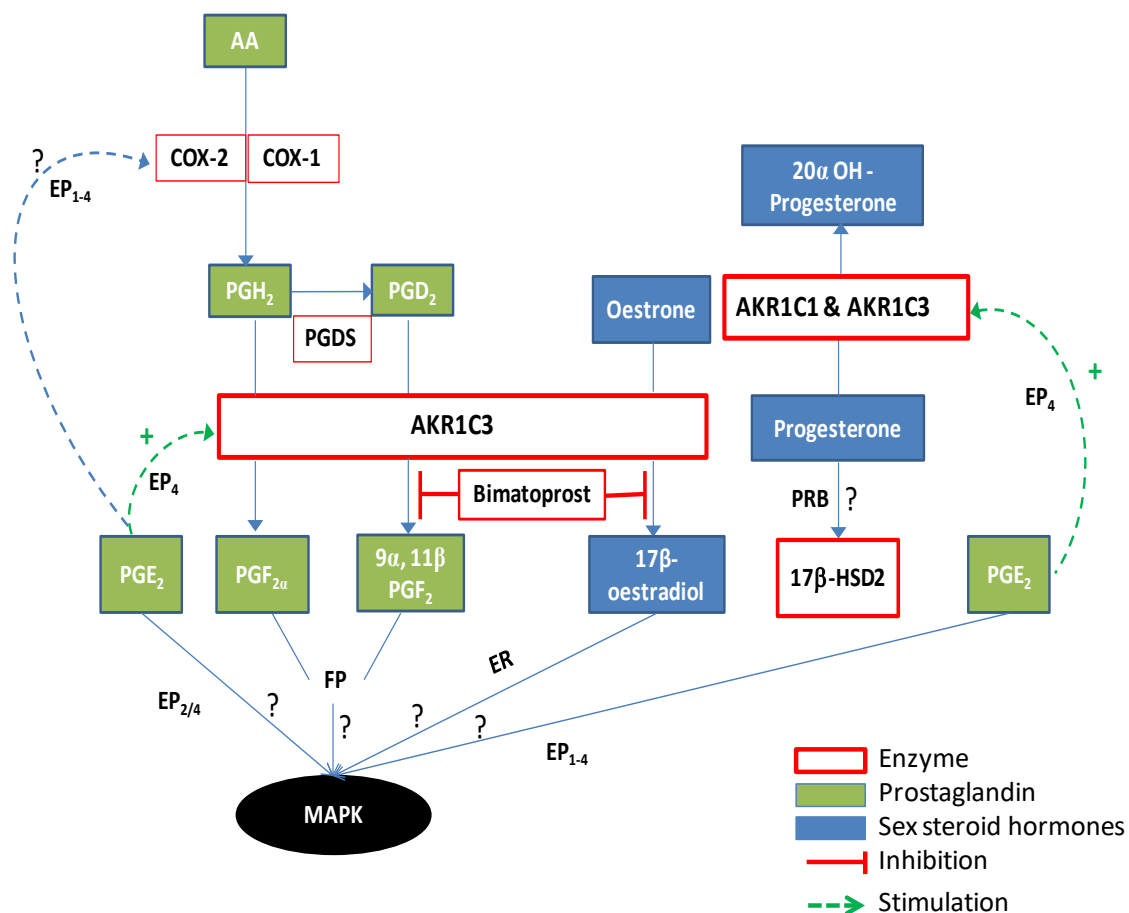 AA
?
COX-2
COX-1
EP₁₋₄
20α OH -
Progesterone
PGH₂
PGD₂
PGDS
Oestrone
AKR1C1 & AKR1C3
+
EP₄
AKR1C3
Progesterone
+
EP₄
Bimatoprost
PRB ?
PGE₂
PGF₂α
9α, 11β
PGF₂
17β-
oestradiol
17β-HSD2
PGE₂
ER
FP
EP₂/₄
?
?
?
?
EP₁₋₄
MAPK
Enzyme
Prostaglandin
Sex steroid hormones
Inhibition
Stimulation